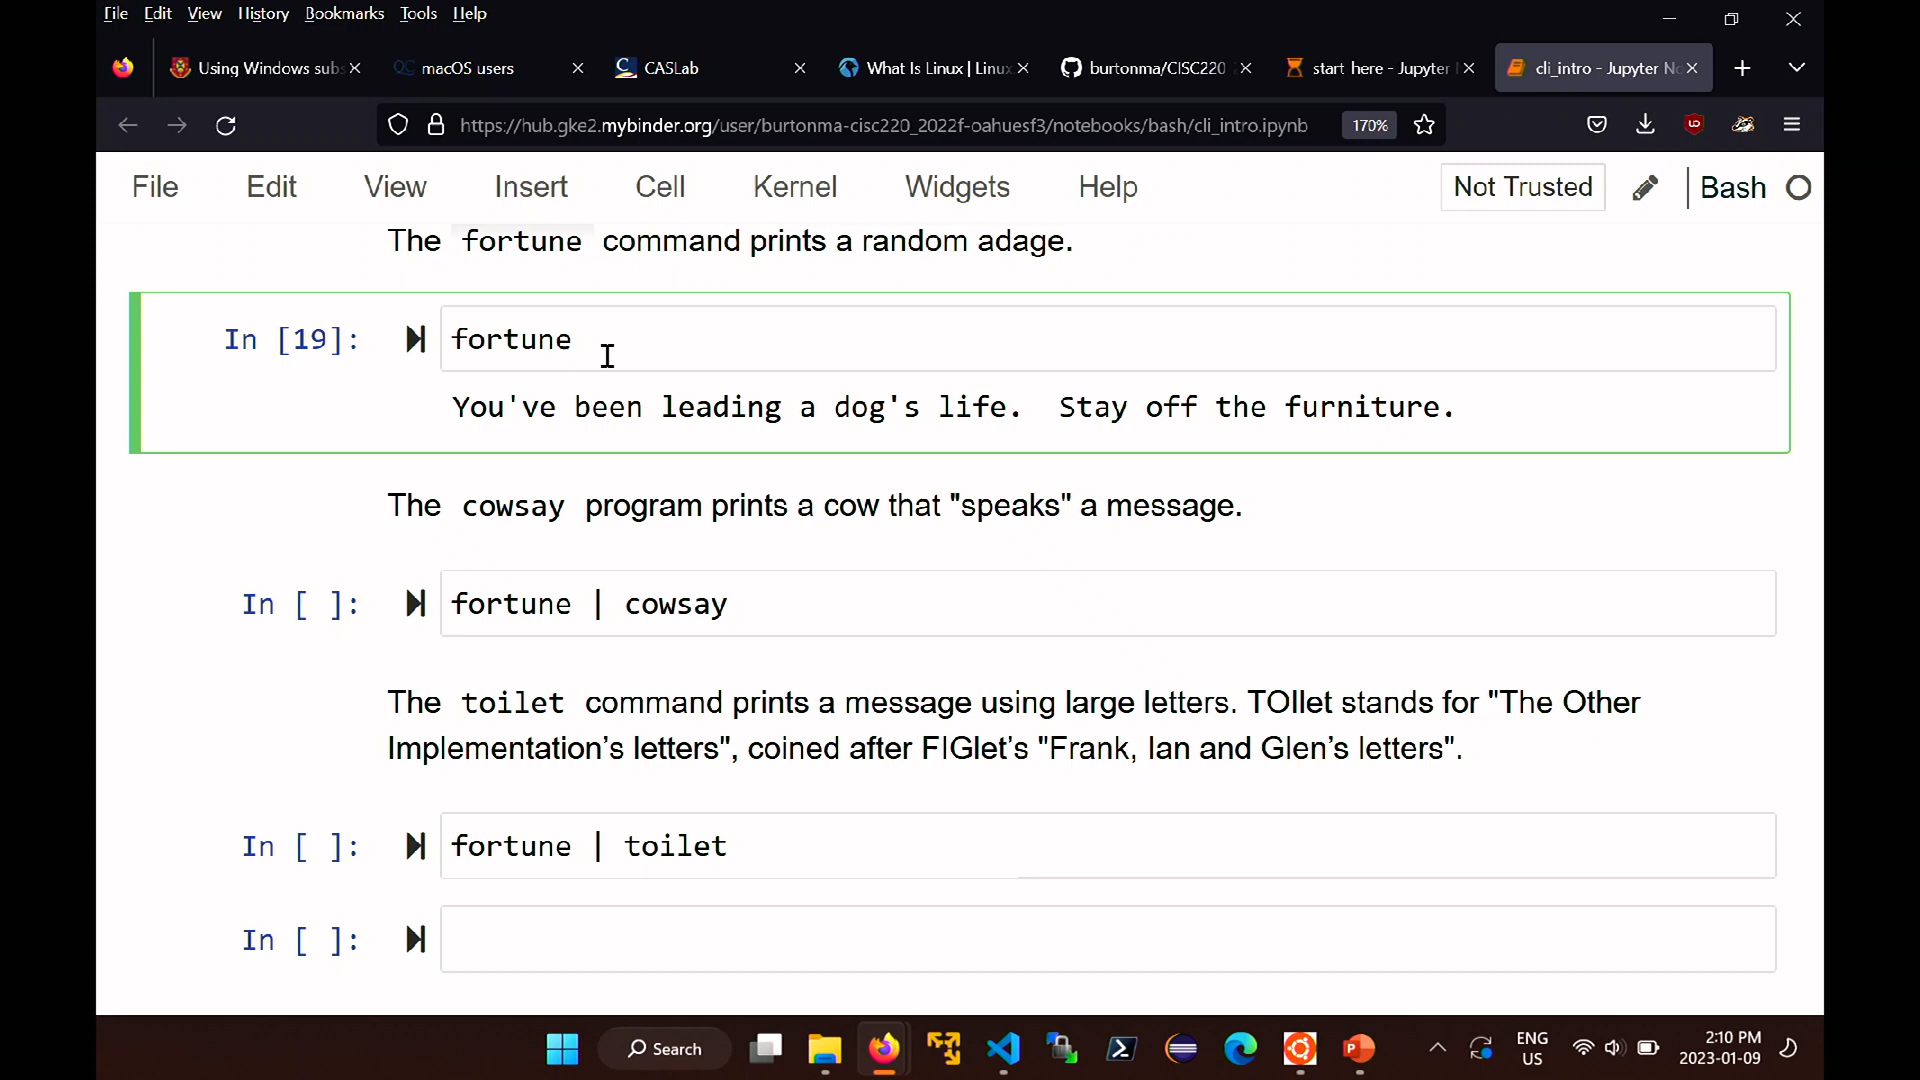 File Edit View History Bookmarks Tools Help
Using Windows subs macOS users CASLab What Is Linux | Linux burtonma/CISC220 start here - Jupyter N cli_intro - Jupyter No
https://hub.gke2.mybinder.org/user/burtonma-cisc220_2022f-oahuesf3/notebooks/bash/cli_intro.ipynb 170%
File Edit View Insert Cell Kernel Widgets Help Not Trusted Bash
The fortune command prints a random adage.
In [19]: fortune
You've been leading a dog's life. Stay off the furniture.
The cowsay program prints a cow that "speaks" a message.
In [ ]: fortune | cowsay
The toilet command prints a message using large letters. TOIlet stands for "The Other
Implementation’s letters", coined after FIGlet’s "Frank, Ian and Glen’s letters".
In [ ]: fortune | toilet
In [ ]:
Search ENG 2:10 PM
US 2023-01-09